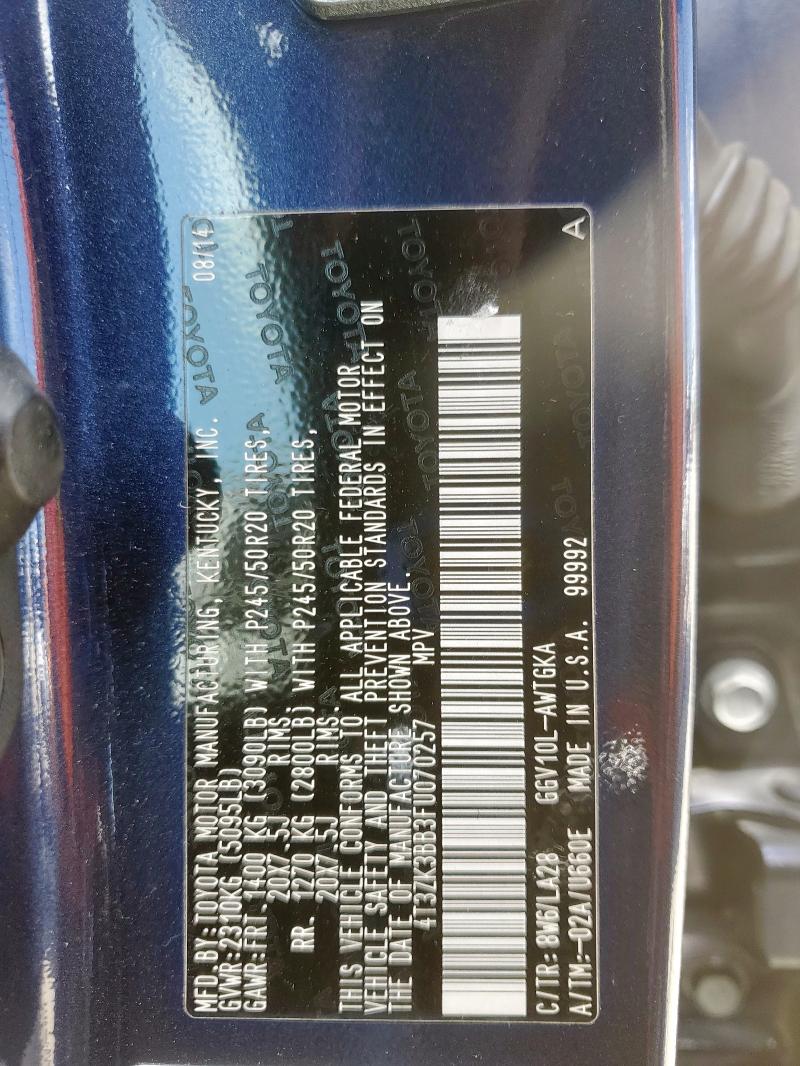 MFD.BY:TOYOTA MOTOR MANUFACTURING, KENTUCKY, INC. 08/14
GVWR:2310KG (5095LB)
GAWR:FRT 1400 KG (3090LB) WITH P245/50R20 TIRES,
20X7.5J RIMS.
RR. 1270 KG (2800LB) WITH P245/50R20 TIRES,
20X7.5J RIMS.
THIS VEHICLE CONFORMS TO ALL APPLICABLE FEDERAL MOTOR
VEHICLE SAFETY AND THEFT PREVENTION STANDARDS IN EFFECT ON
THE DATE OF MANUFACTURE SHOWN ABOVE.
4T3ZK3BB3FU070257 MPV
C/TR:8W6/LA28 GGV10L-AWTGKA
A/TM:-02A/U660E MADE IN U.S.A. 99992 A